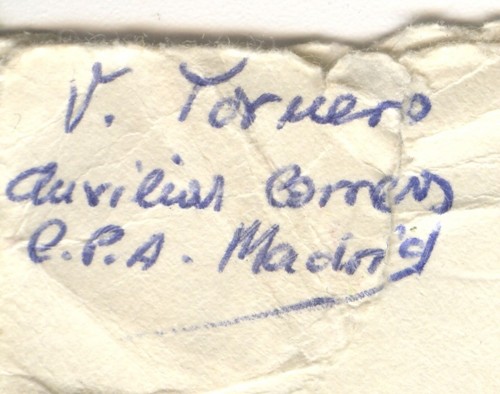 V. Tornero
Auxiliar Correos
C.P.A. Madrid